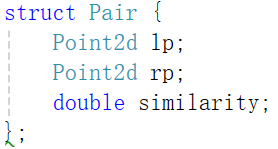 struct Pair {
    Point2d lp;
    Point2d rp;
    double similarity;
};